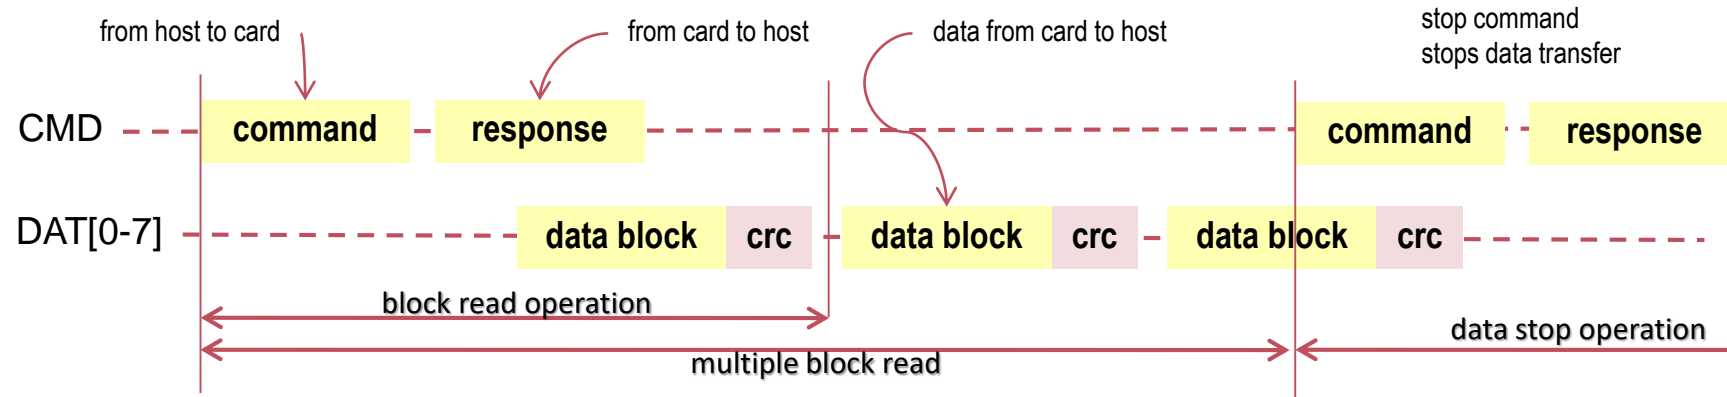 from host to card
from card to host
data from card to host
stop command
stops data transfer
CMD
command
response
command
response
DAT[0-7]
data block
crc
data block
crc
data block
crc
block read operation
data stop operation
multiple block read